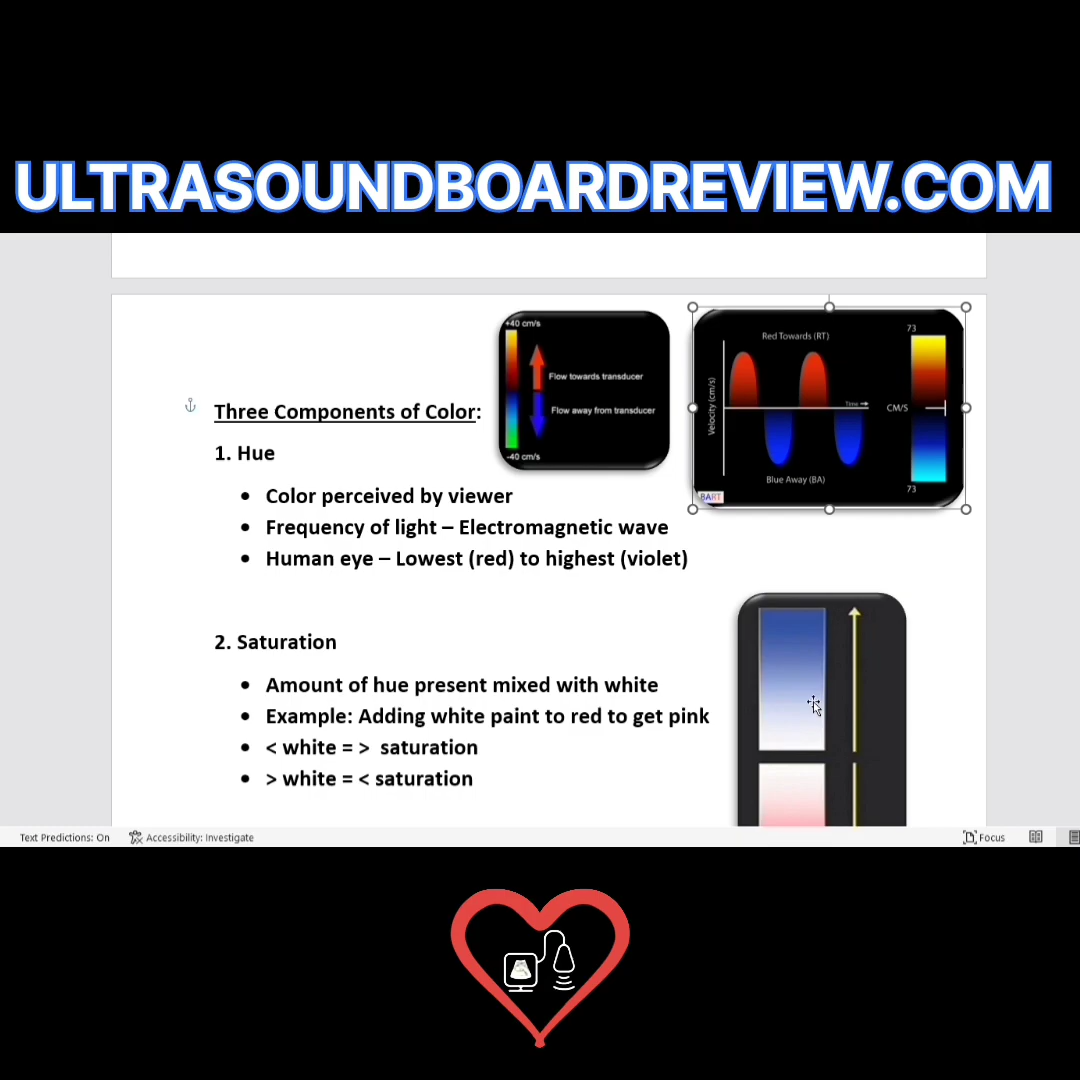 ULTRASOUNDBOARDREVIEW.COM
+40 cm/s
Flow towards transducer
Flow away from transducer
-40 cm/s
Red Towards (RT)
73
Velocity (cm/s)
Time
CM/S
Blue Away (BA)
73
BART
Three Components of Color:
1. Hue
• Color perceived by viewer
• Frequency of light – Electromagnetic wave
• Human eye – Lowest (red) to highest (violet)
2. Saturation
• Amount of hue present mixed with white
• Example: Adding white paint to red to get pink
• < white = > saturation
• > white = < saturation
Text Predictions: On
Accessibility: Investigate
Focus